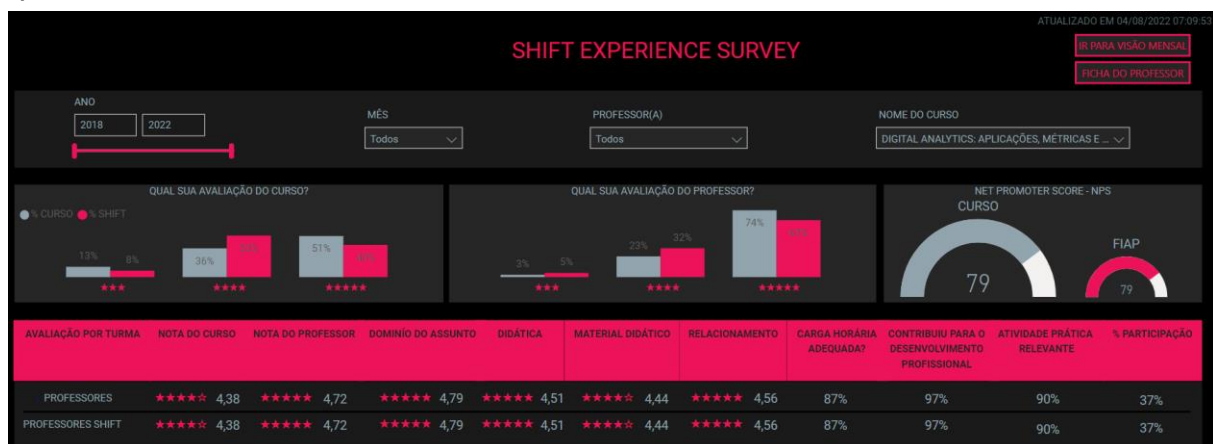 ATUALIZADO EM 04/08/2022 07:09:53
SHIFT EXPERIENCE SURVEY
IR PARA VISÃO MENSAL
FICHA DO PROFESSOR
ANO
2018 2022
MÊS
Todos
PROFESSOR(A)
Todos
NOME DO CURSO
DIGITAL ANALYTICS: APLICAÇÕES, MÉTRICAS E ...
QUAL SUA AVALIAÇÃO DO CURSO?
% CURSO % SHIFT
13% 8%
36%
51%
★★★ ★★★★ ★★★★★
QUAL SUA AVALIAÇÃO DO PROFESSOR?
3% 5%
23% 32%
74%
★★★ ★★★★ ★★★★★
NET PROMOTER SCORE - NPS
CURSO
79
FIAP
79
AVALIAÇÃO POR TURMA NOTA DO CURSO NOTA DO PROFESSOR DOMÍNIO DO ASSUNTO DIDÁTICA MATERIAL DIDÁTICO RELACIONAMENTO CARGA HORÁRIA ADEQUADA? CONTRIBUIU PARA O DESENVOLVIMENTO PROFISSIONAL ATIVIDADE PRÁTICA RELEVANTE % PARTICIPAÇÃO
PROFESSORES ★★★★☆ 4,38 ★★★★★ 4,72 ★★★★★ 4,79 ★★★★★ 4,51 ★★★★☆ 4,44 ★★★★★ 4,56 87% 97% 90% 37%
PROFESSORES SHIFT ★★★★☆ 4,38 ★★★★★ 4,72 ★★★★★ 4,79 ★★★★★ 4,51 ★★★★☆ 4,44 ★★★★★ 4,56 87% 97% 90% 37%